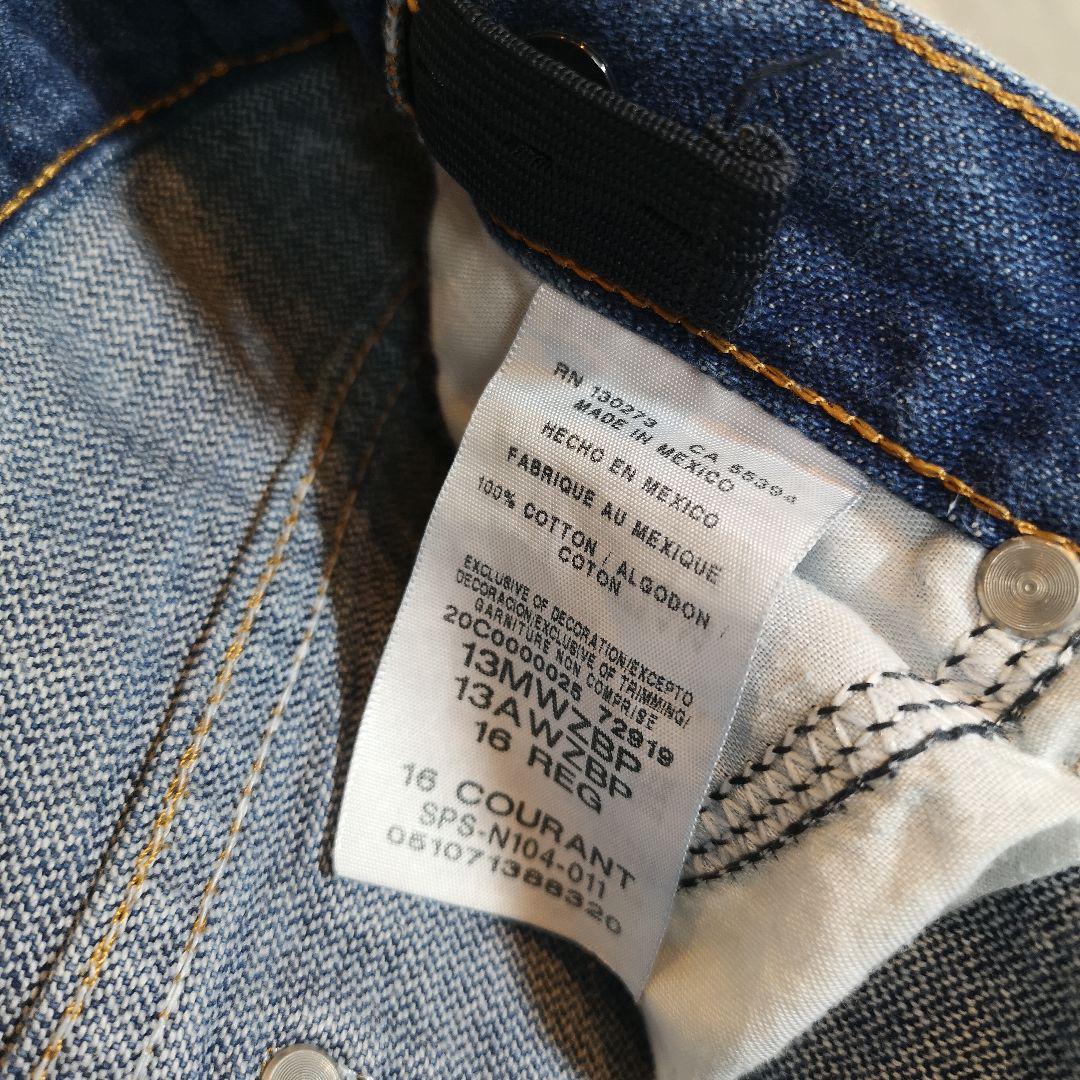 RN 130273 CA 55394
MADE IN MEXICO
HECHO EN MEXICO
FABRIQUE AU MEXIQUE
100% COTTON / ALGODON /
COTON
EXCLUSIVE OF DECORATION/EXCEPTO
DECORACION/EXCLUSIVE OF TRIMMING/
GARNITURE NON COMPRISE
20C0000025 72919
13MWZBP
13AWZBP
16 REG
16 COURANT
SPS-N104-011
051071388320